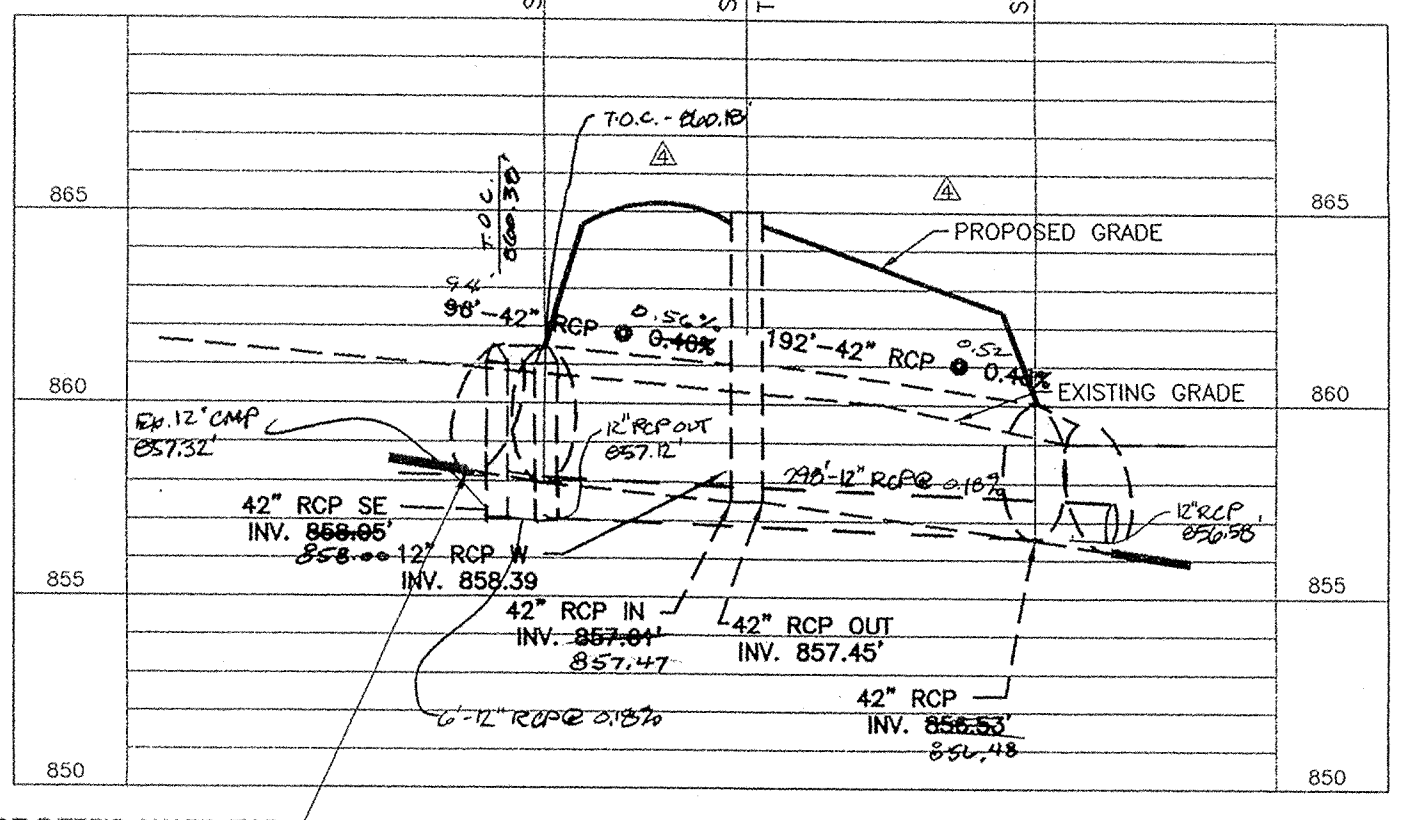 S
S
T
S
T.O.C. - 860.18'
4
4
T.O.C.
860.38'
865
865
PROPOSED GRADE
94'
98'-42" RCP @ 0.40%
0.56%
192'-42" RCP @
0.52
860
860
EXISTING GRADE
Ex. 12" CMP
857.32'
12" RCP OUT
857.12'
298'-12" RCP @ 0.18%
12" RCP
856.58'
42" RCP SE
INV. 858.05'
858.00
12" RCP W
INV. 858.39
855
855
42" RCP IN
INV. 857.61'
857.47
42" RCP OUT
INV. 857.45'
6'-12" RCP @ 0.18%
42" RCP
INV. 856.53'
856.48
850
850